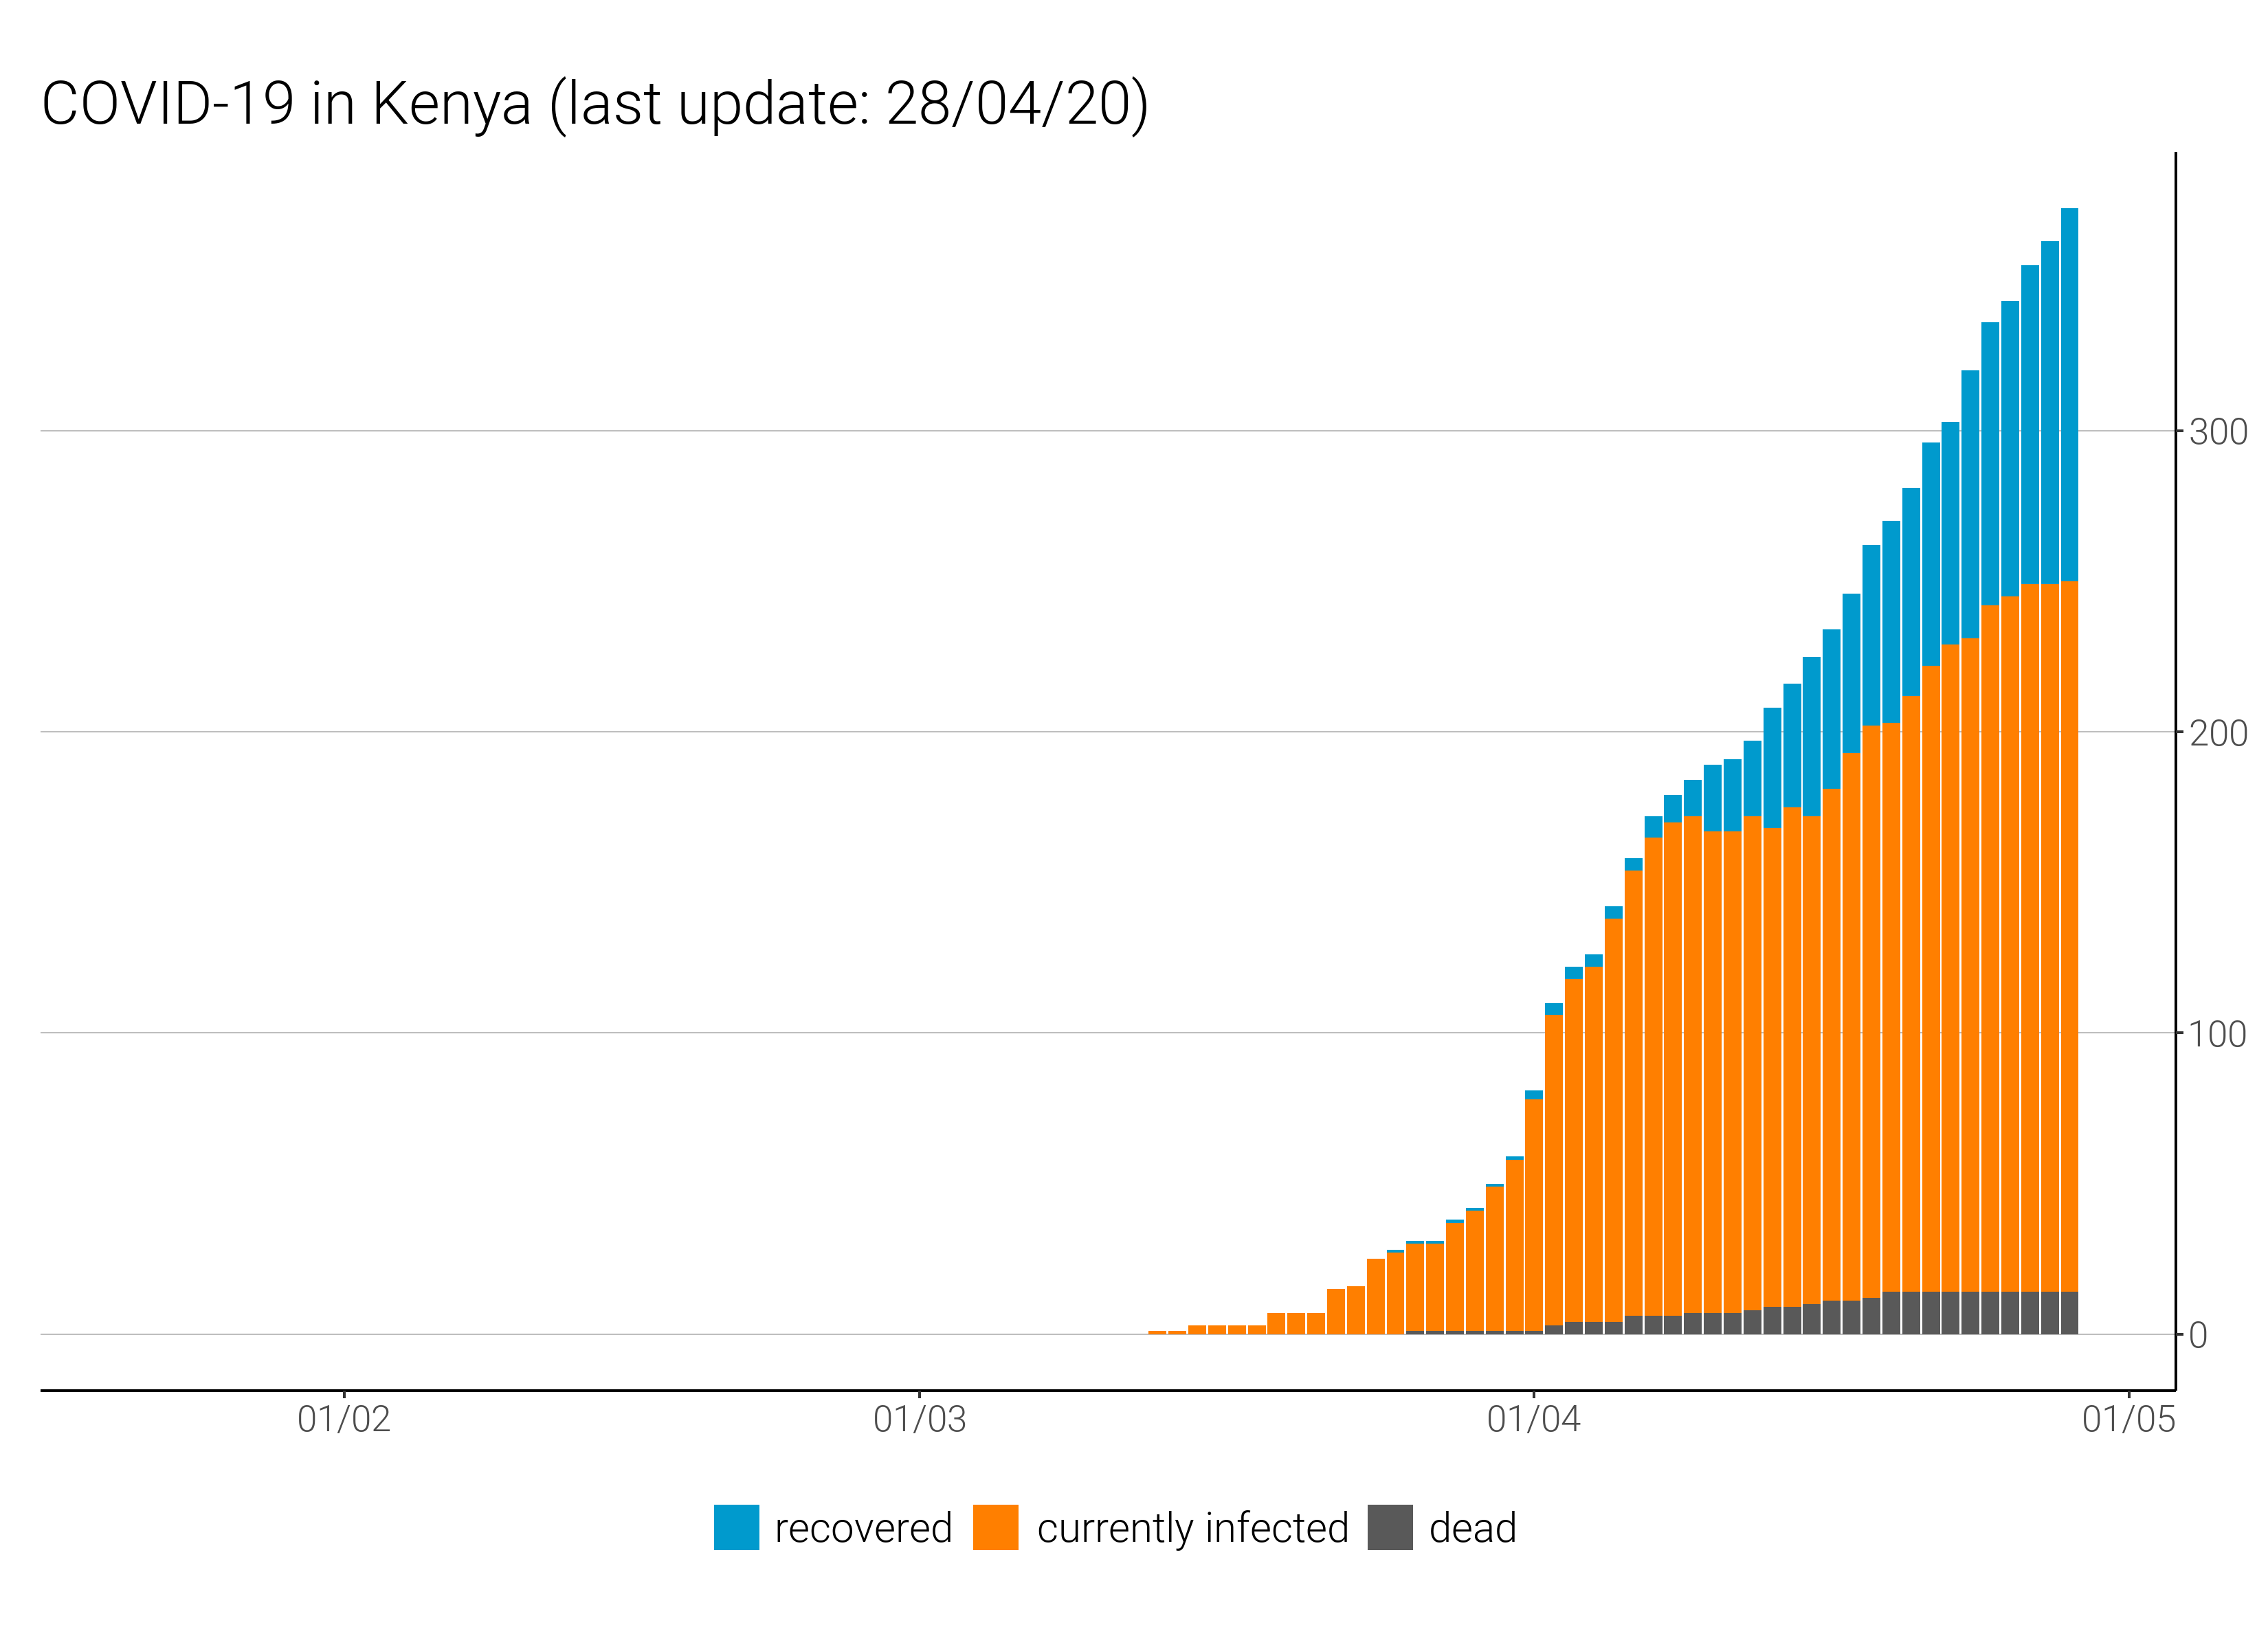 COVID-19 in Kenya (last update: 28/04/20)
300
200
100
0
01/02 01/03 01/04 01/05
recovered currently infected dead